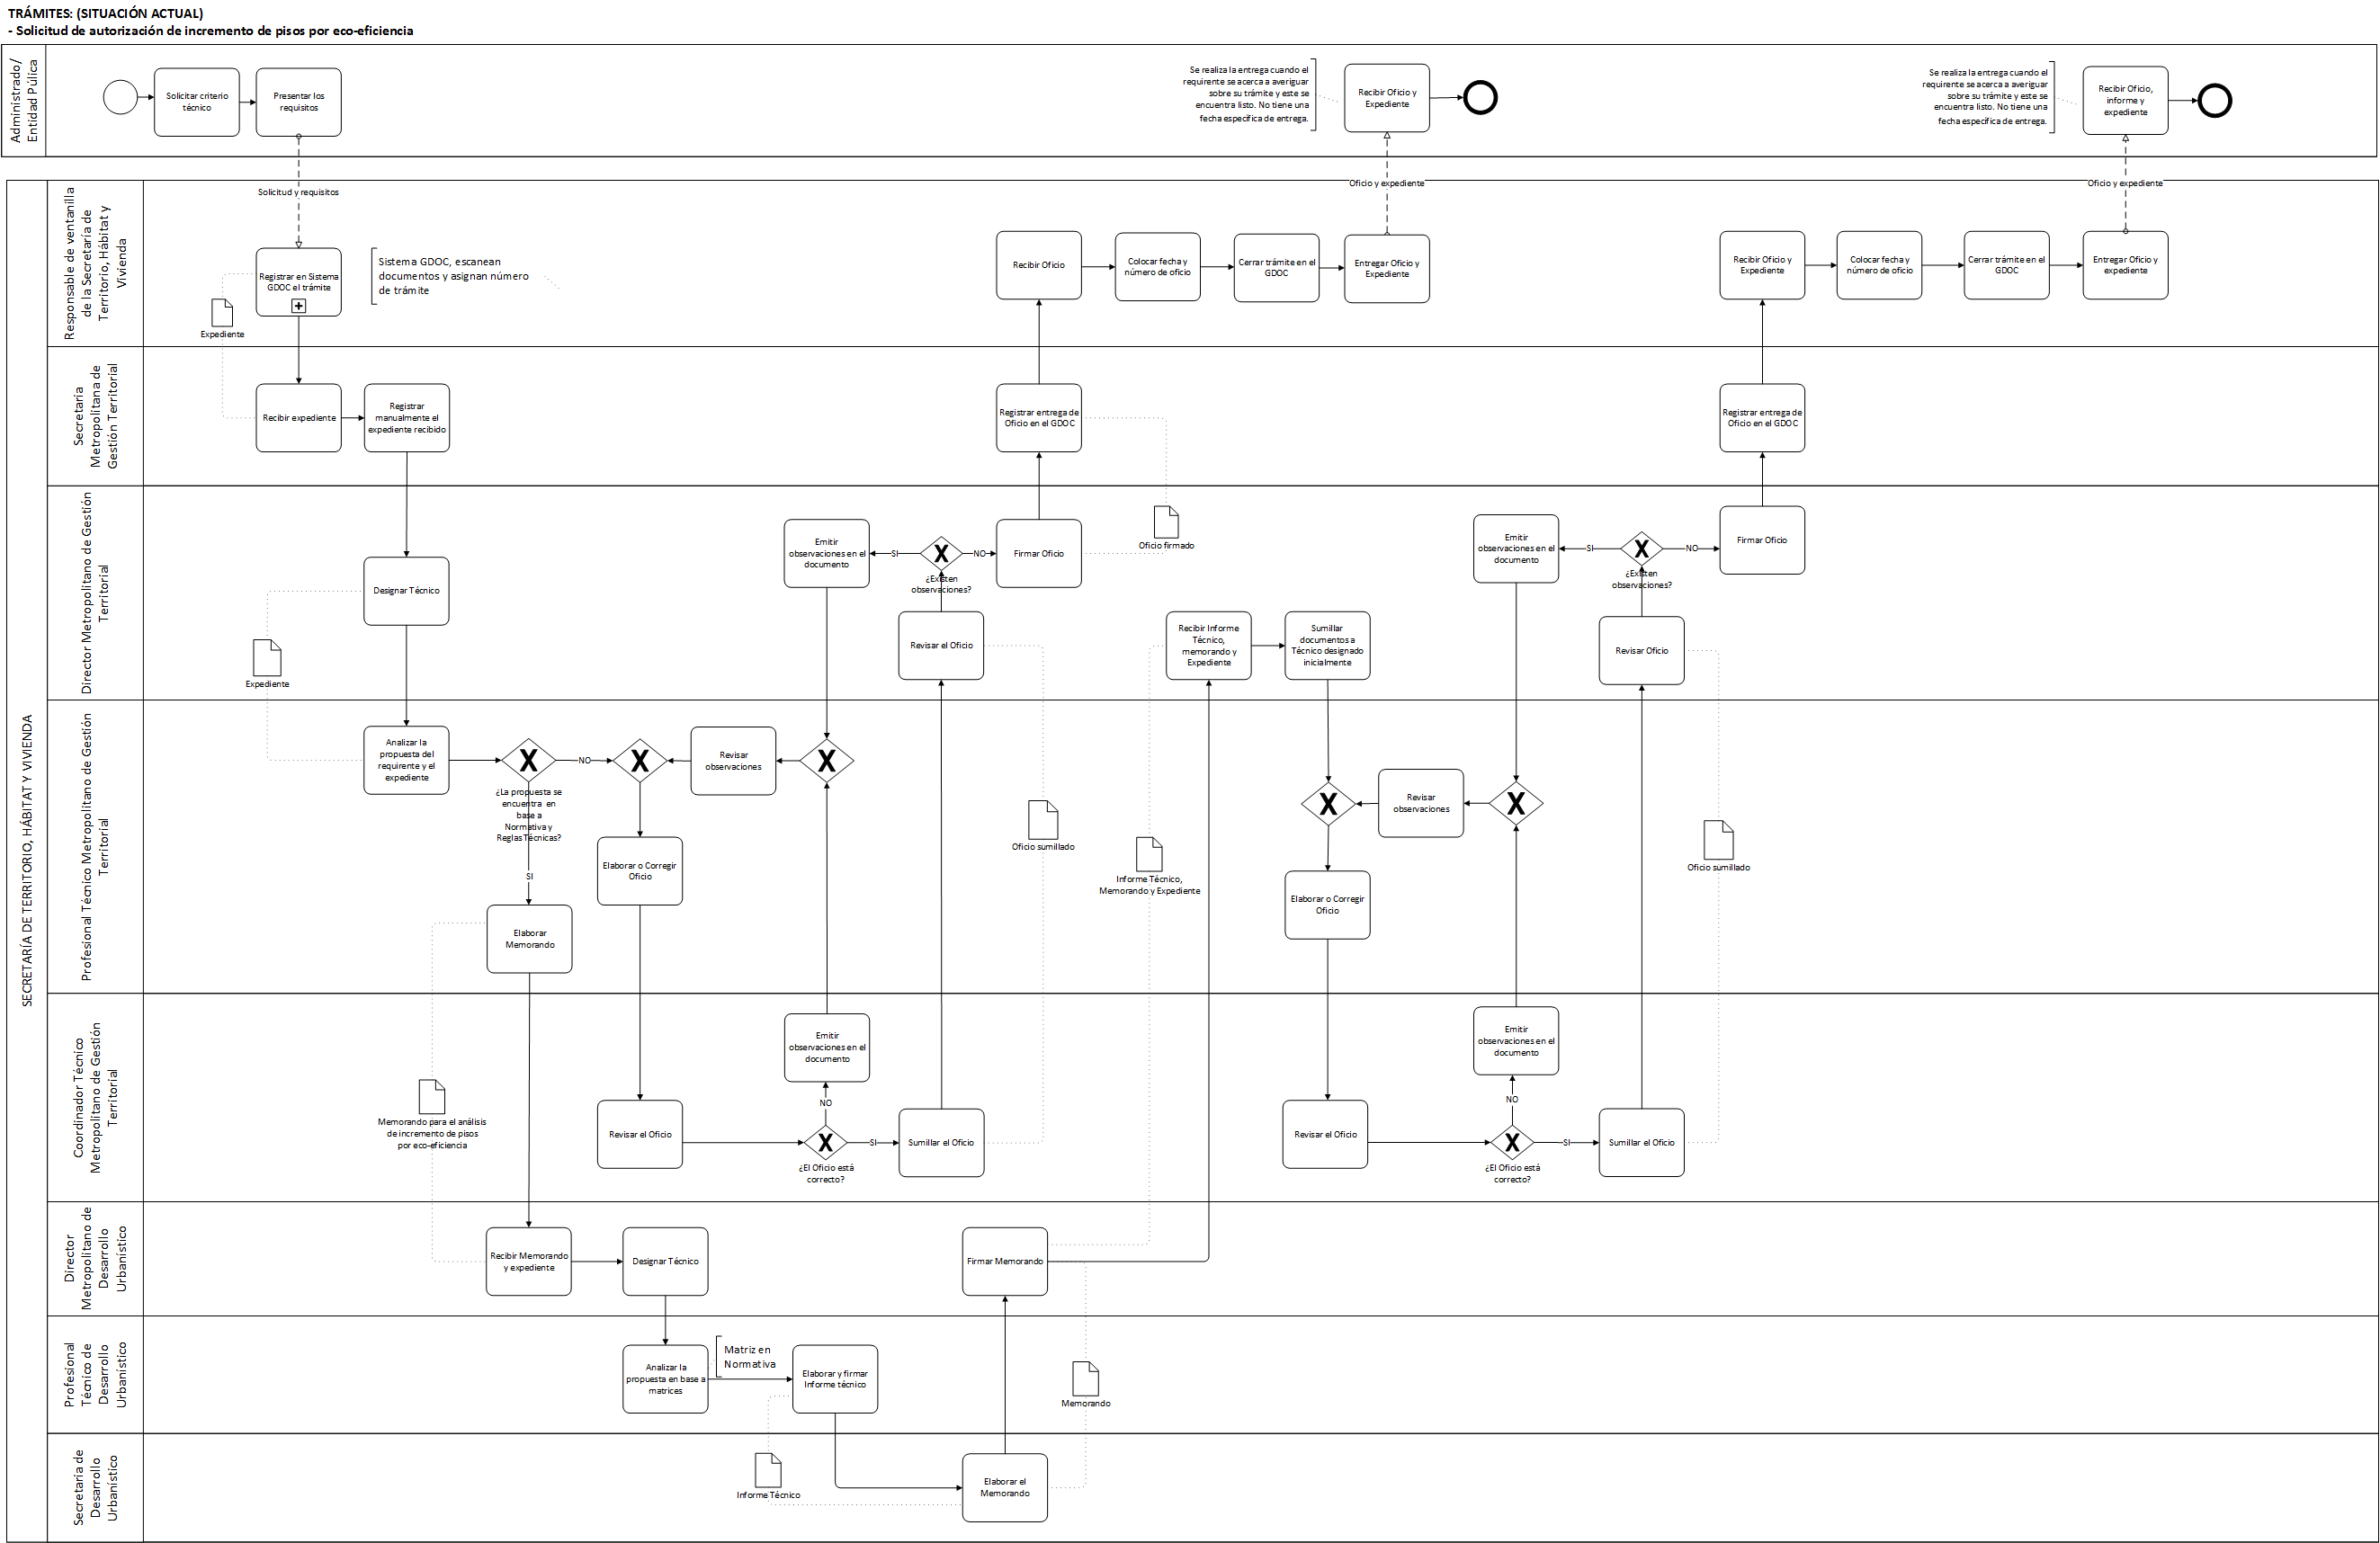 TRÁMITES: (SITUACIÓN ACTUAL)
- Solicitud de autorización de incremento de pisos por eco-eficiencia
Administrado/
Entidad Púlica
Solicitar criterio
técnico
Presentar los
requisitos
Se realiza la entrega cuando el
requirente se acerca a averiguar
sobre su trámite y este se
encuentra listo. No tiene una
fecha específica de entrega.
Recibir Oficio y
Expediente
Se realiza la entrega cuando el
requirente se acerca a averiguar
sobre su trámite y este se
encuentra listo. No tiene una
fecha específica de entrega.
Recibir Oficio,
informe y
expediente
Solicitud y requisitos
Oficio y expediente
Oficio y expediente
SECRETARÍA DE TERRITORIO, HÁBITAT Y VIVIENDA
Responsable de ventanilla
de la Secretaría de
Territorio, Hábitat y
Vivienda
Registrar en Sistema
GDOC el trámite
Sistema GDOC, escanean
documentos y asignan número
de trámite
Expediente
Recibir Oficio
Colocar fecha y
número de oficio
Cerrar trámite en el
GDOC
Entregar Oficio y
Expediente
Recibir Oficio y
Expediente
Colocar fecha y
número de oficio
Cerrar trámite en el
GDOC
Entregar Oficio y
expediente
Secretaria
Metropolitana de
Gestión Territorial
Recibir expediente
Registrar
manualmente el
expediente recibido
Registrar entrega de
Oficio en el GDOC
Registrar entrega de
Oficio en el GDOC
Director Metropolitano de Gestión
Territorial
Designar Técnico
Expediente
Emitir
observaciones en el
documento
SI
¿Existen
observaciones?
NO
Firmar Oficio
Oficio firmado
Revisar el Oficio
Recibir Informe
Técnico,
memorando y
Expediente
Sumillar
documentos a
Técnico designado
inicialmente
Emitir
observaciones en el
documento
SI
¿Existen
observaciones?
NO
Firmar Oficio
Revisar Oficio
Profesional Técnico Metropolitano de Gestión
Territorial
Analizar la
propuesta del
requirente y el
expediente
¿La propuesta se
encuentra en
base a
Normativa y
Reglas Técnicas?
NO
SI
Revisar
observaciones
Elaborar o Corregir
Oficio
Elaborar
Memorando
Oficio sumillado
Informe Técnico,
Memorando y Expediente
Revisar
observaciones
Elaborar o Corregir
Oficio
Oficio sumillado
Coordinador Técnico
Metropolitano de Gestión
Territorial
Memorando para el análisis
de incremento de pisos
por eco-eficiencia
Revisar el Oficio
Emitir
observaciones en el
documento
NO
¿El Oficio está
correcto?
SI
Sumillar el Oficio
Revisar el Oficio
Emitir
observaciones en el
documento
NO
¿El Oficio está
correcto?
SI
Sumillar el Oficio
Director
Metropolitano de
Desarrollo
Urbanístico
Recibir Memorando
y expediente
Designar Técnico
Firmar Memorando
Profesional
Técnico de
Desarrollo
Urbanístico
Analizar la
propuesta en base a
matrices
Matriz en
Normativa
Elaborar y firmar
Informe técnico
Memorando
Secretaria de
Desarrollo
Urbanístico
Informe Técnico
Elaborar el
Memorando